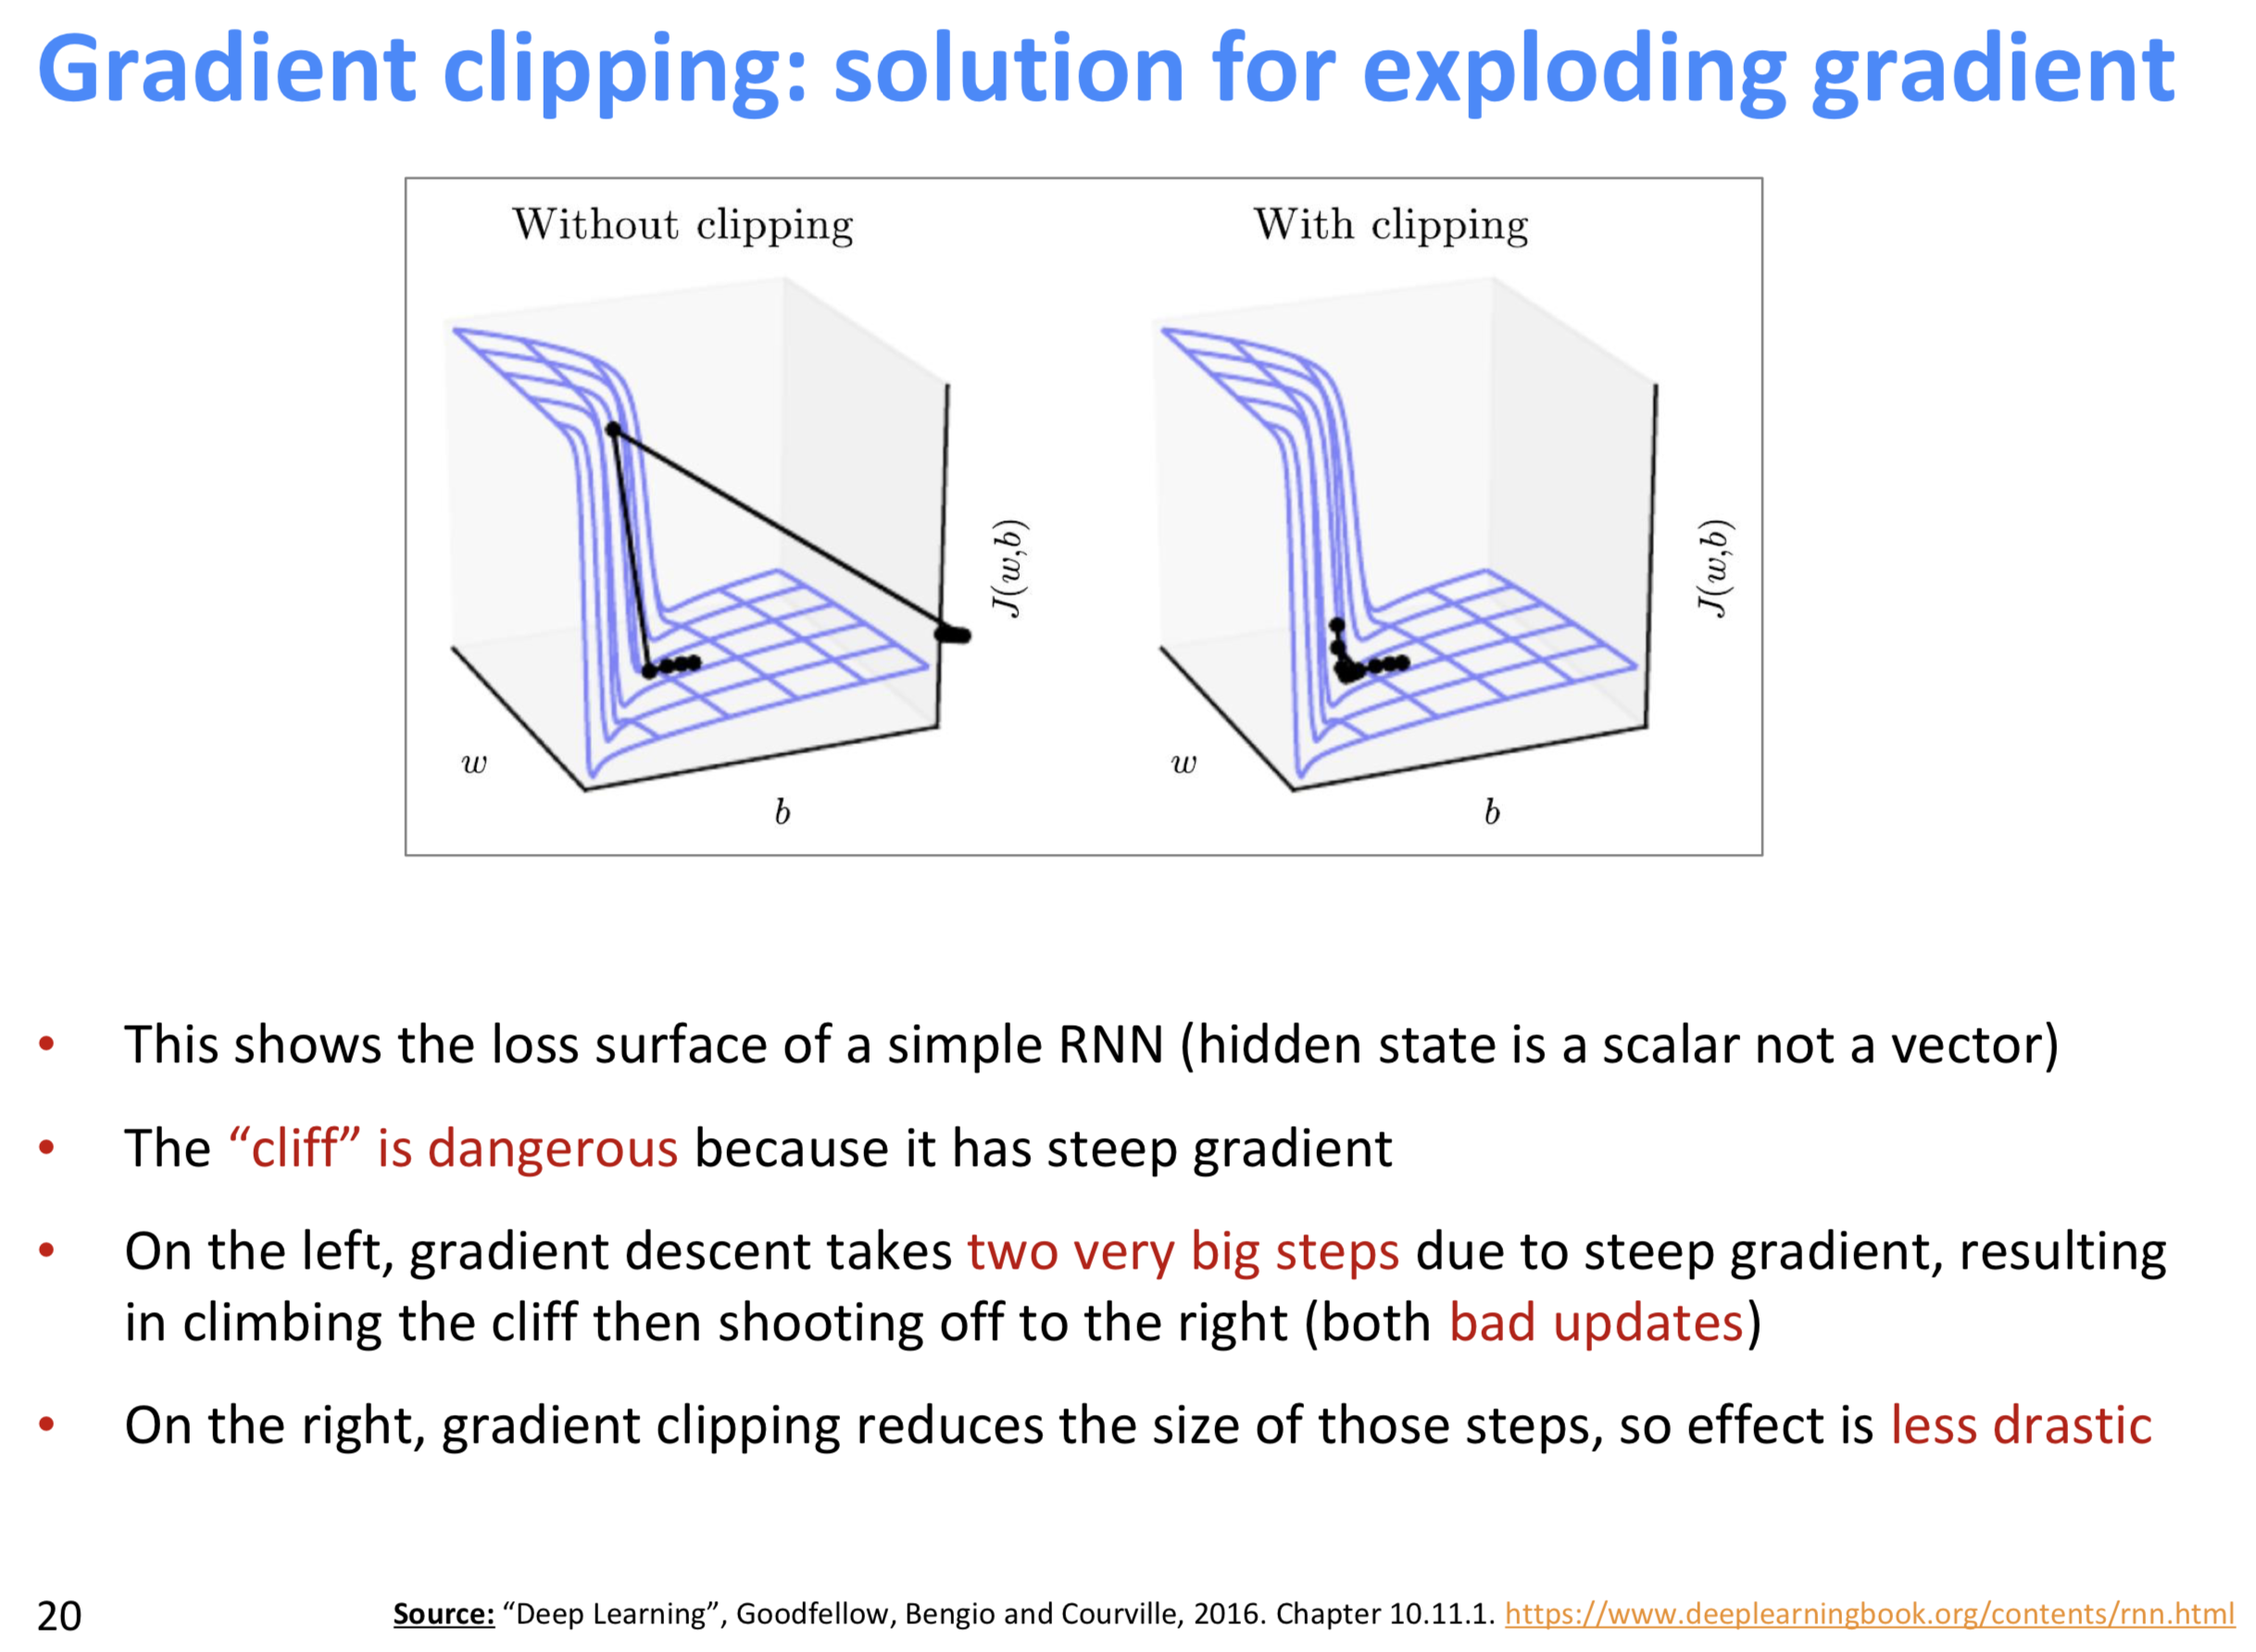 Gradient clipping: solution for exploding gradient
Without clipping
With clipping
J(w,b)
w
b
J(w,b)
w
b
• This shows the loss surface of a simple RNN (hidden state is a scalar not a vector)
• The “cliff” is dangerous because it has steep gradient
• On the left, gradient descent takes two very big steps due to steep gradient, resulting
in climbing the cliff then shooting off to the right (both bad updates)
• On the right, gradient clipping reduces the size of those steps, so effect is less drastic
20
Source: “Deep Learning”, Goodfellow, Bengio and Courville, 2016. Chapter 10.11.1. https://www.deeplearningbook.org/contents/rnn.html